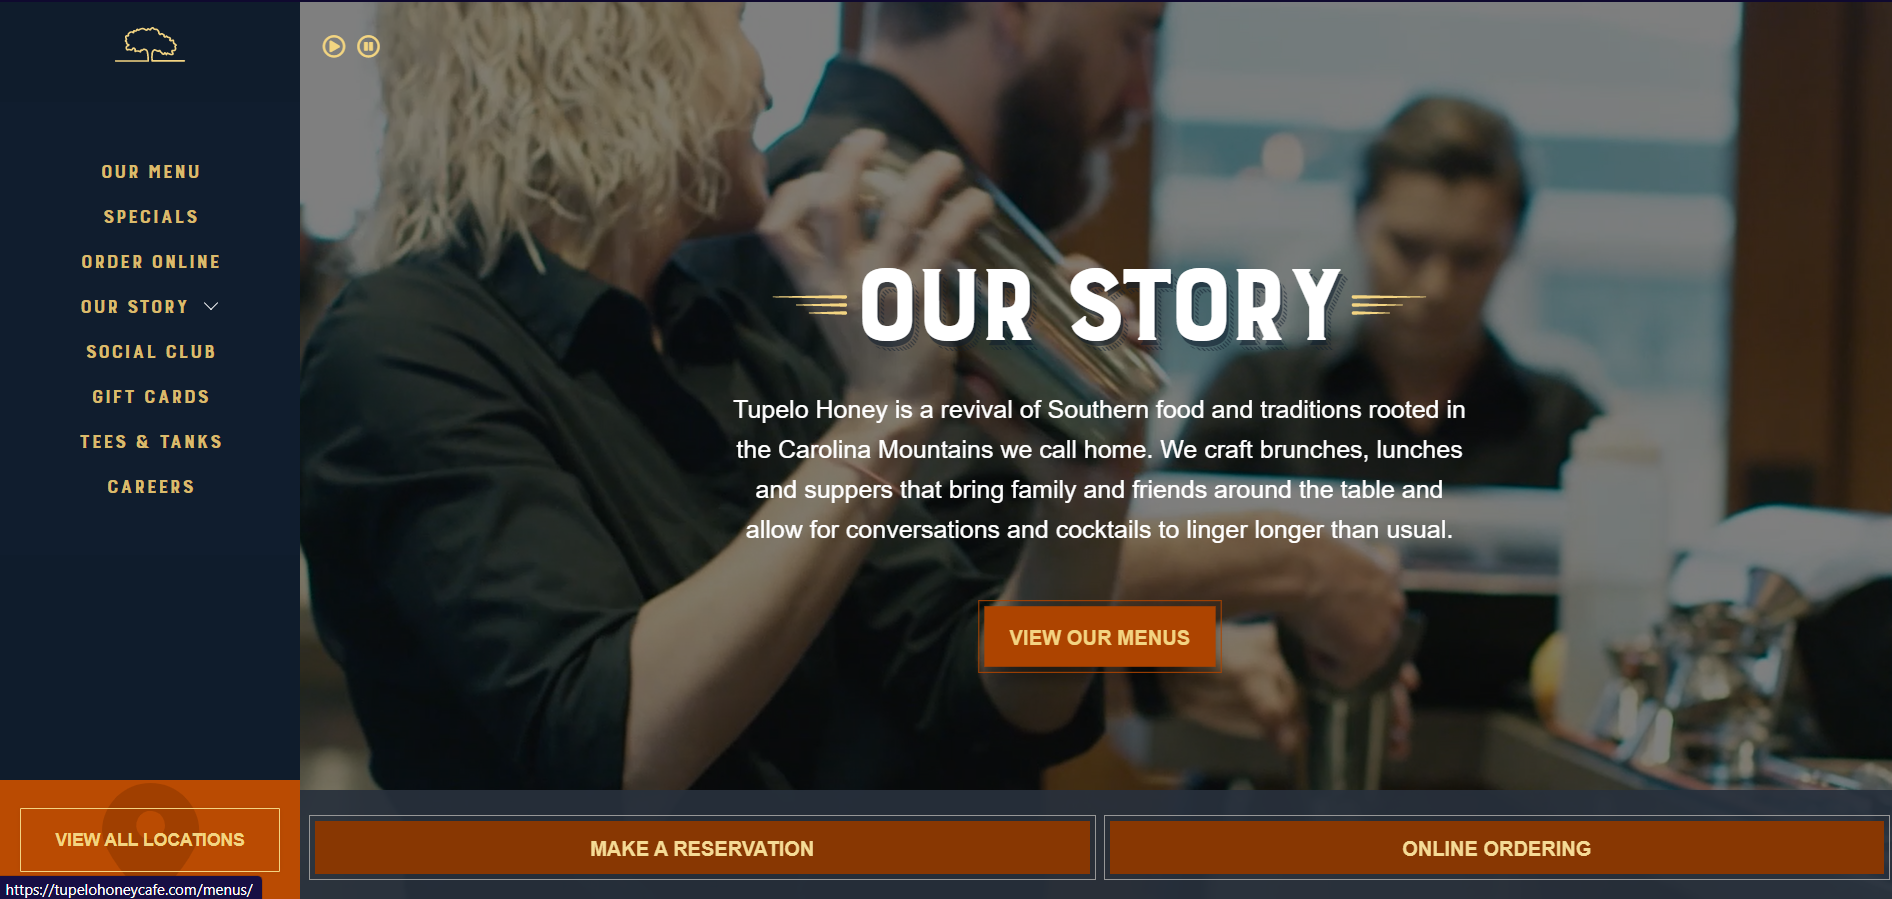 OUR MENU
SPECIALS
ORDER ONLINE
OUR STORY
SOCIAL CLUB
GIFT CARDS
TEES & TANKS
CAREERS
VIEW ALL LOCATIONS
https://tupelohoneycafe.com/menus/
OUR STORY
Tupelo Honey is a revival of Southern food and traditions rooted in
the Carolina Mountains we call home. We craft brunches, lunches
and suppers that bring family and friends around the table and
allow for conversations and cocktails to linger longer than usual.
VIEW OUR MENUS
MAKE A RESERVATION
ONLINE ORDERING